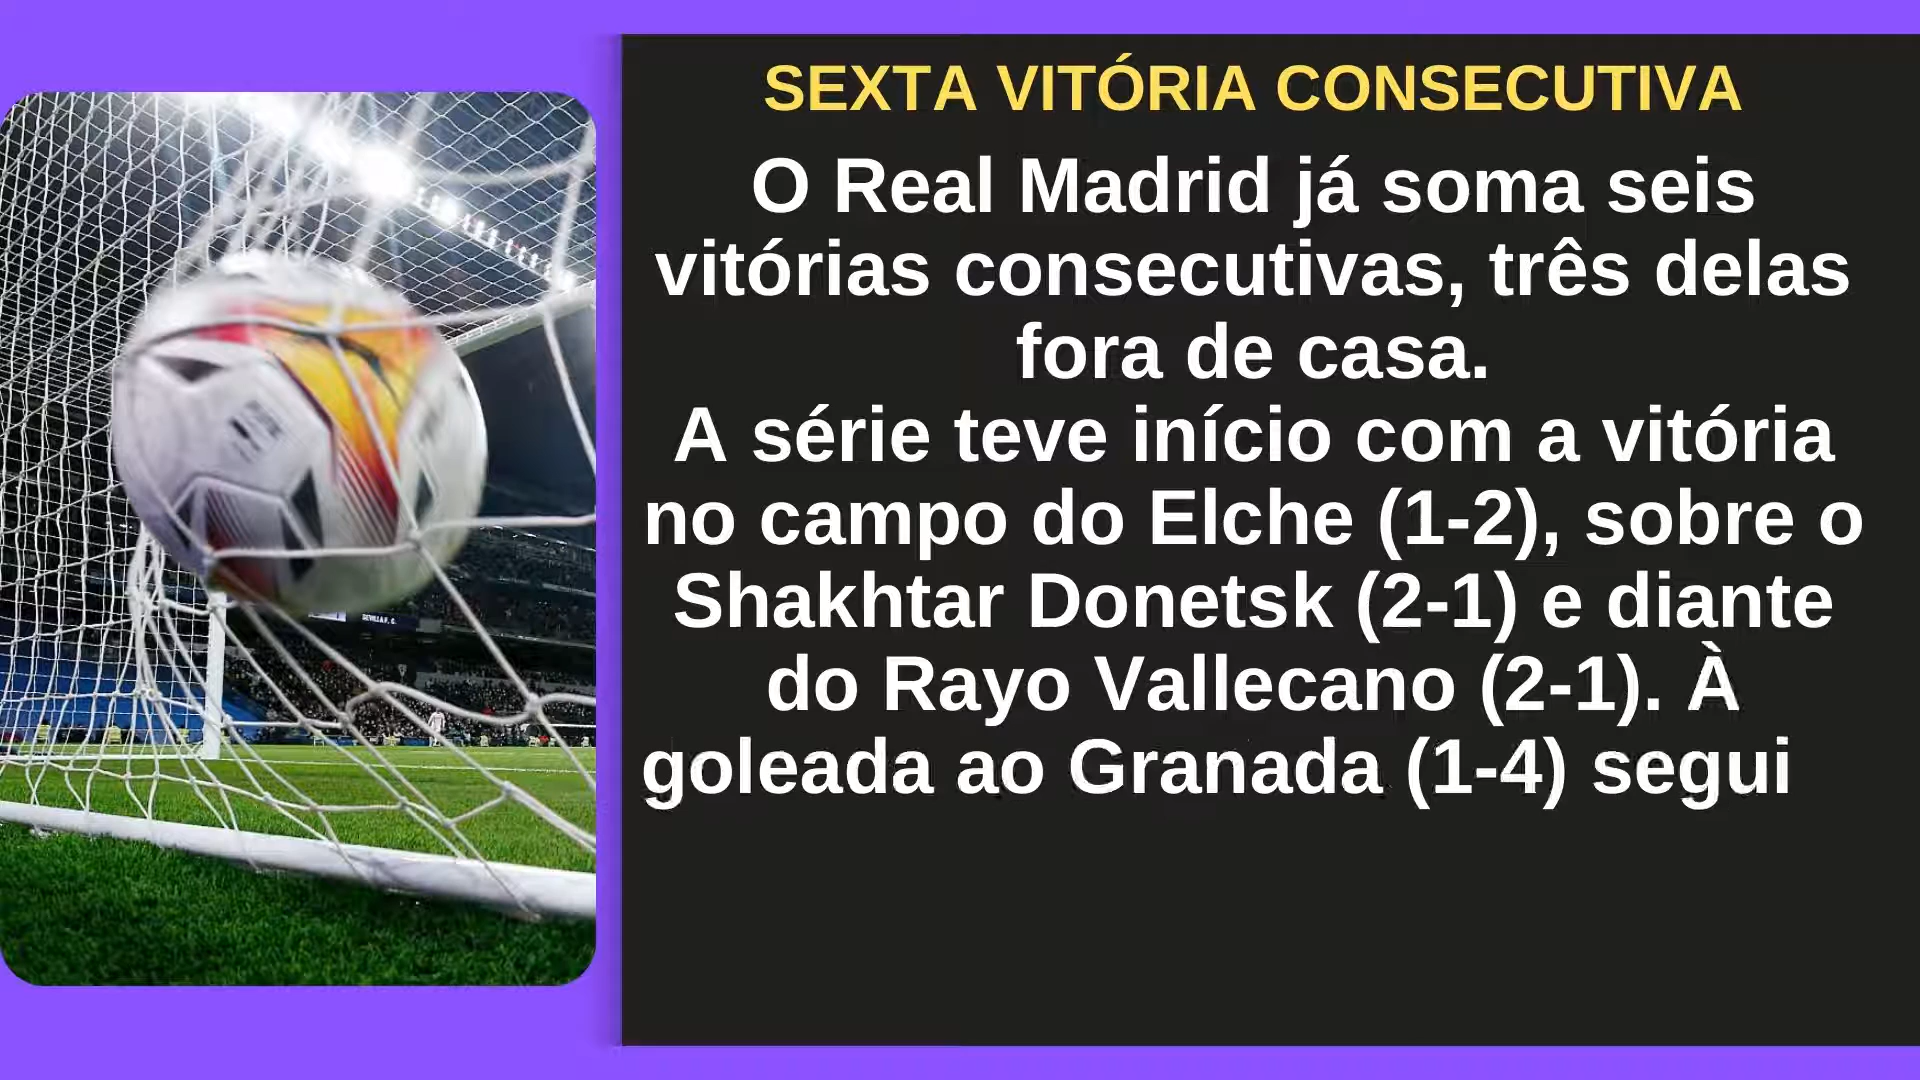 SEXTA VITÓRIA CONSECUTIVA
O Real Madrid já soma seis
vitórias consecutivas, três delas
fora de casa.
A série teve início com a vitória
no campo do Elche (1-2), sobre o
Shakhtar Donetsk (2-1) e diante
do Rayo Vallecano (2-1). À
goleada ao Granada (1-4) segui
SEVILLA F. C.